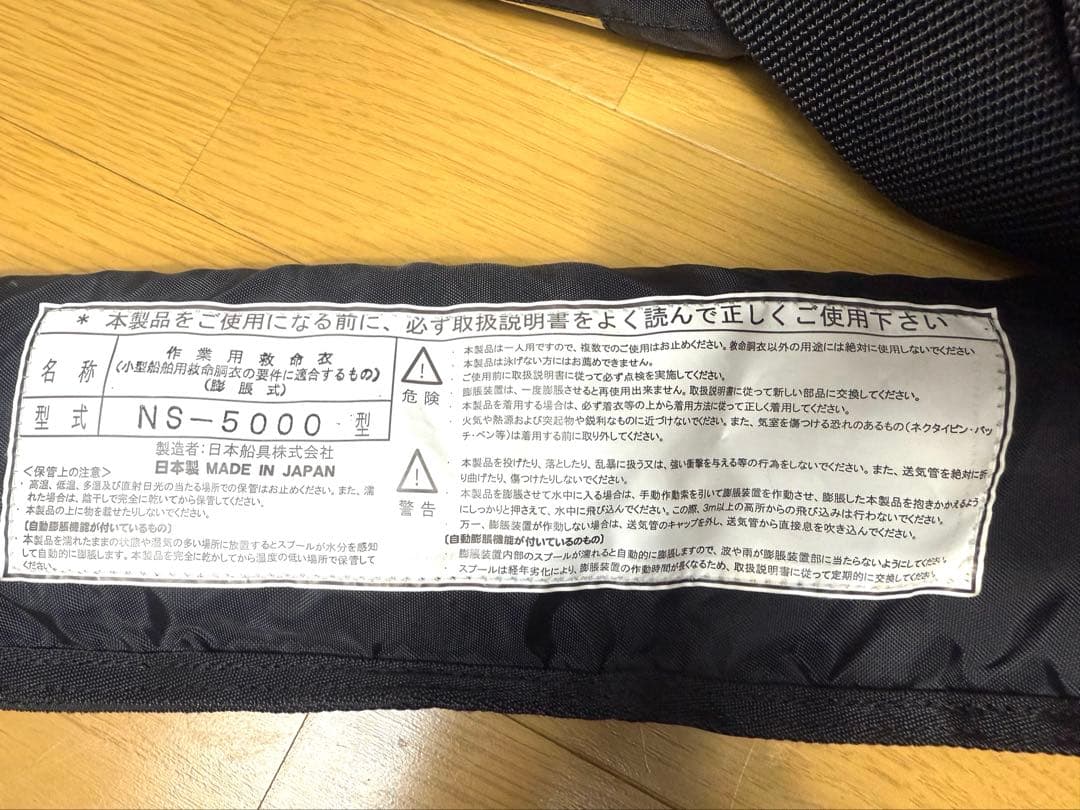 * 本製品をご使用になる前に、必ず取扱説明書をよく読んで正しくご使用下さい
名称
作業用救命衣
(小型船舶用救命胴衣の要件に適合するもの)
(膨脹式)
型式 NS-5000 型
製造者:日本船具株式会社
日本製 MADE IN JAPAN
<保管上の注意>
・高温、低温、多湿及び直射日光の当たる場所での保管はお止めください。また、濡
れた場合は、陰干しで完全に乾いてから保管してください。
・本製品の上に物を載せたりしないでください。
[自動膨脹機能が付いているもの]
・本製品を濡れたままの状態や湿気の多い場所に放置するとスプールが水分を感知
して自動的に膨脹します。本製品を完全に乾かしてから湿度の低い場所で保管して
ください。
危険
・本製品は一人用ですので、複数でのご使用はお止めください。救命胴衣以外の用途には絶対に使用しないでください
・本製品は泳げない方にはお薦めできません。
・ご使用前に取扱説明書に従って必ず点検を実施してください。
・膨脹装置は、一度膨脹させると再使用出来ません。取扱説明書に従って新しい部品に交換してください。
・本製品を着用する場合は、必ず着衣等の上から着用方法に従って正しく着用してください。
・火気や熱源および突起物や鋭利なものに近づけないでください。また、気室を傷つける恐れのあるもの(ネクタイピン・バッ
チ・ペン等)は着用する前に取り外してください。
警告
・本製品を投げたり、落としたり、乱暴に扱う又は、強い衝撃を与える等の行為をしないでください。また、送気管を絶対に折
り曲げたり、傷つけたりしないでください。
・本製品を膨脹させて水中に入る場合は、手動作動索を引いて膨脹装置を作動させ、膨脹した本製品を抱きかかえるよう
にしっかりと押さえて、水中に飛び込んでください。この際、3m以上の高所からの飛び込みは行わないでください。
・万一、膨脹装置が作動しない場合は、送気管のキャップを外し、送気管から直接息を吹き込んでください。
[自動膨脹機能が付いているもの]
・膨脹装置内部のスプールが濡れると自動的に膨脹しますので、波や雨が膨脹装置部に当たらないようにしてください。
・スプールは経年劣化により、膨脹装置の作動時間が長くなるため、取扱説明書に従って定期的に交換してください。